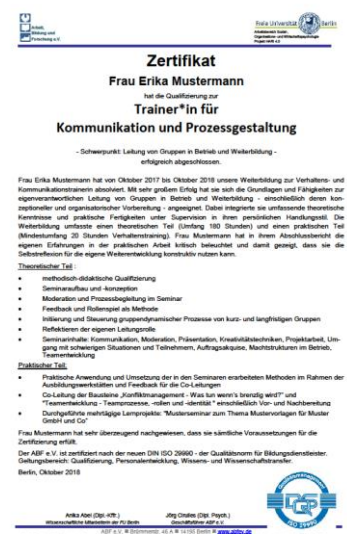 Arbeit,
Bildung und
Forschung e.V.
Freie Universität Berlin
Zertifikat
Frau Erika Mustermann
hat die Qualifizierung zur
Trainer*in für
Kommunikation und Prozessgestaltung
- Schwerpunkt: Leitung von Gruppen in Betrieb und Weiterbildung -
erfolgreich abgeschlossen.
Frau Erika Mustermann hat von Oktober 2017 bis Oktober 2018 unsere Weiterbildung zur Verhaltens- und
Kommunikationstrainerin absolviert. Mit sehr großem Erfolg hat sie sich die Grundlagen und Fähigkeiten zur
eigenverantwortlichen Leitung von Gruppen in Betrieb und Weiterbildung - einschließlich deren kon-
zeptioneller und organisatorischer Vorbereitung - angeeignet. Dabei integrierte sie umfassende theoretische
Kenntnisse und praktische Fertigkeiten unter Supervision in ihren persönlichen Handlungsstil. Die
Weiterbildung umfasste einen theoretischen Teil (Umfang 180 Stunden) und einen praktischen Teil
(Mindestumfang 20 Stunden Verhaltenstraining). Frau Mustermann hat in ihrem Abschlussbericht die
eigenen Erfahrungen in der praktischen Arbeit kritisch beleuchtet und damit gezeigt, dass sie die
Selbstreflexion für die eigene Weiterentwicklung konstruktiv nutzen kann.
Theoretischer Teil :
• methodisch-didaktische Qualifizierung
• Seminaraufbau und -konzeption
• Moderation und Prozessbegleitung im Seminar
• Feedback und Rollenspiel als Methode
• Initiierung und Steuerung gruppendynamischer Prozesse von kurz- und langfristigen Gruppen
• Reflektieren der eigenen Leitungsrolle
• Seminarinhalte: Kommunikation, Moderation, Präsentation, Kreativitätstechniken, Projektarbeit, Um-
gang mit schwierigen Situationen und Teilnehmern, Auftragsakquise, Machtstrukturen im Betrieb,
Teamentwicklung
Praktischer Teil:
• Praktische Anwendung und Umsetzung der in den Seminaren erarbeiteten Methoden im Rahmen der
Ausbildungswerkstätten und Feedback für die Co-Leitungen
• Co-Leitung der Bausteine „Konfliktmanagement - Was tun wenn's brenzlig wird?" und
"Teamentwicklung - Teamprozesse, -rollen und -identität " einschließlich Vor- und Nachbereitung
• Durchgeführte mehrtägige Lernprojekte: "Musterseminar zum Thema Mustervorlagen für Muster
GmbH und Co"
Frau Mustermann hat sehr überzeugend nachgewiesen, dass sie sämtliche Voraussetzungen für die
Zertifizierung erfüllt.
Der ABF e.V. ist zertifiziert nach der neuen DIN ISO 29990 - der Qualitätsnorm für Bildungsdienstleister.
Geltungsbereich: Qualifizierung, Personalentwicklung, Wissens- und Wissenschaftstransfer.
Berlin, Oktober 2018
Anika Abel (Dipl.-Kffr.) Jörg Cirulies (Dipl. Psych.)
Wissenschaftliche Mitarbeiterin der FU Berlin Geschäftsführer ABF e.V.
DQS
ISO 29990